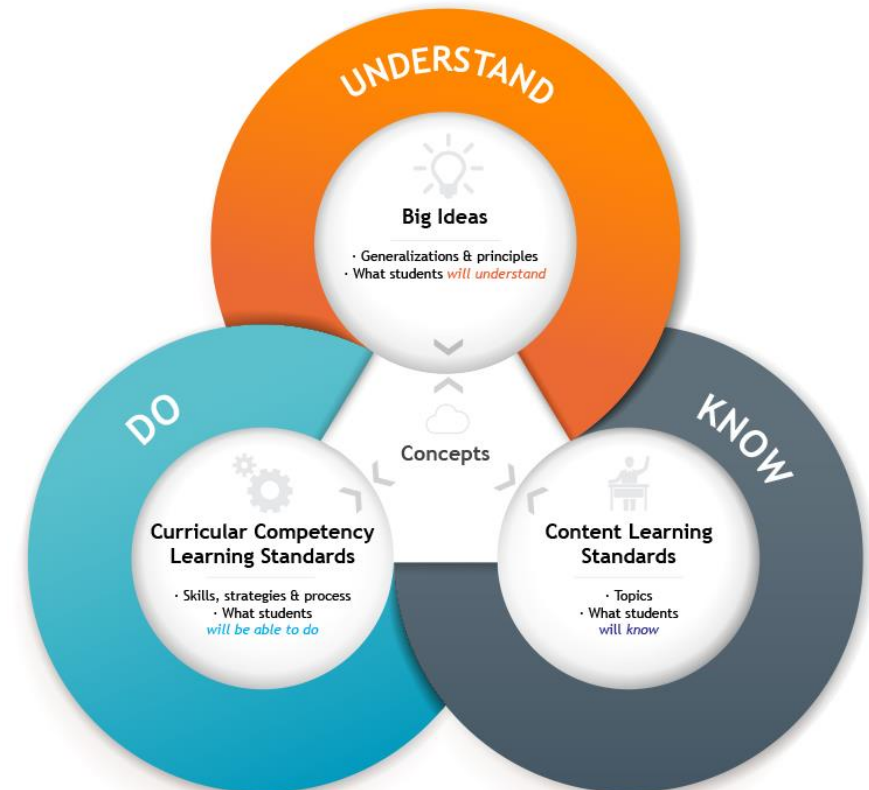 UNDERSTAND
Big Ideas
· Generalizations & principles
· What students will understand
Concepts
DO
Curricular Competency
Learning Standards
· Skills, strategies & process
· What students
will be able to do
KNOW
Content Learning
Standards
· Topics
· What students
will know